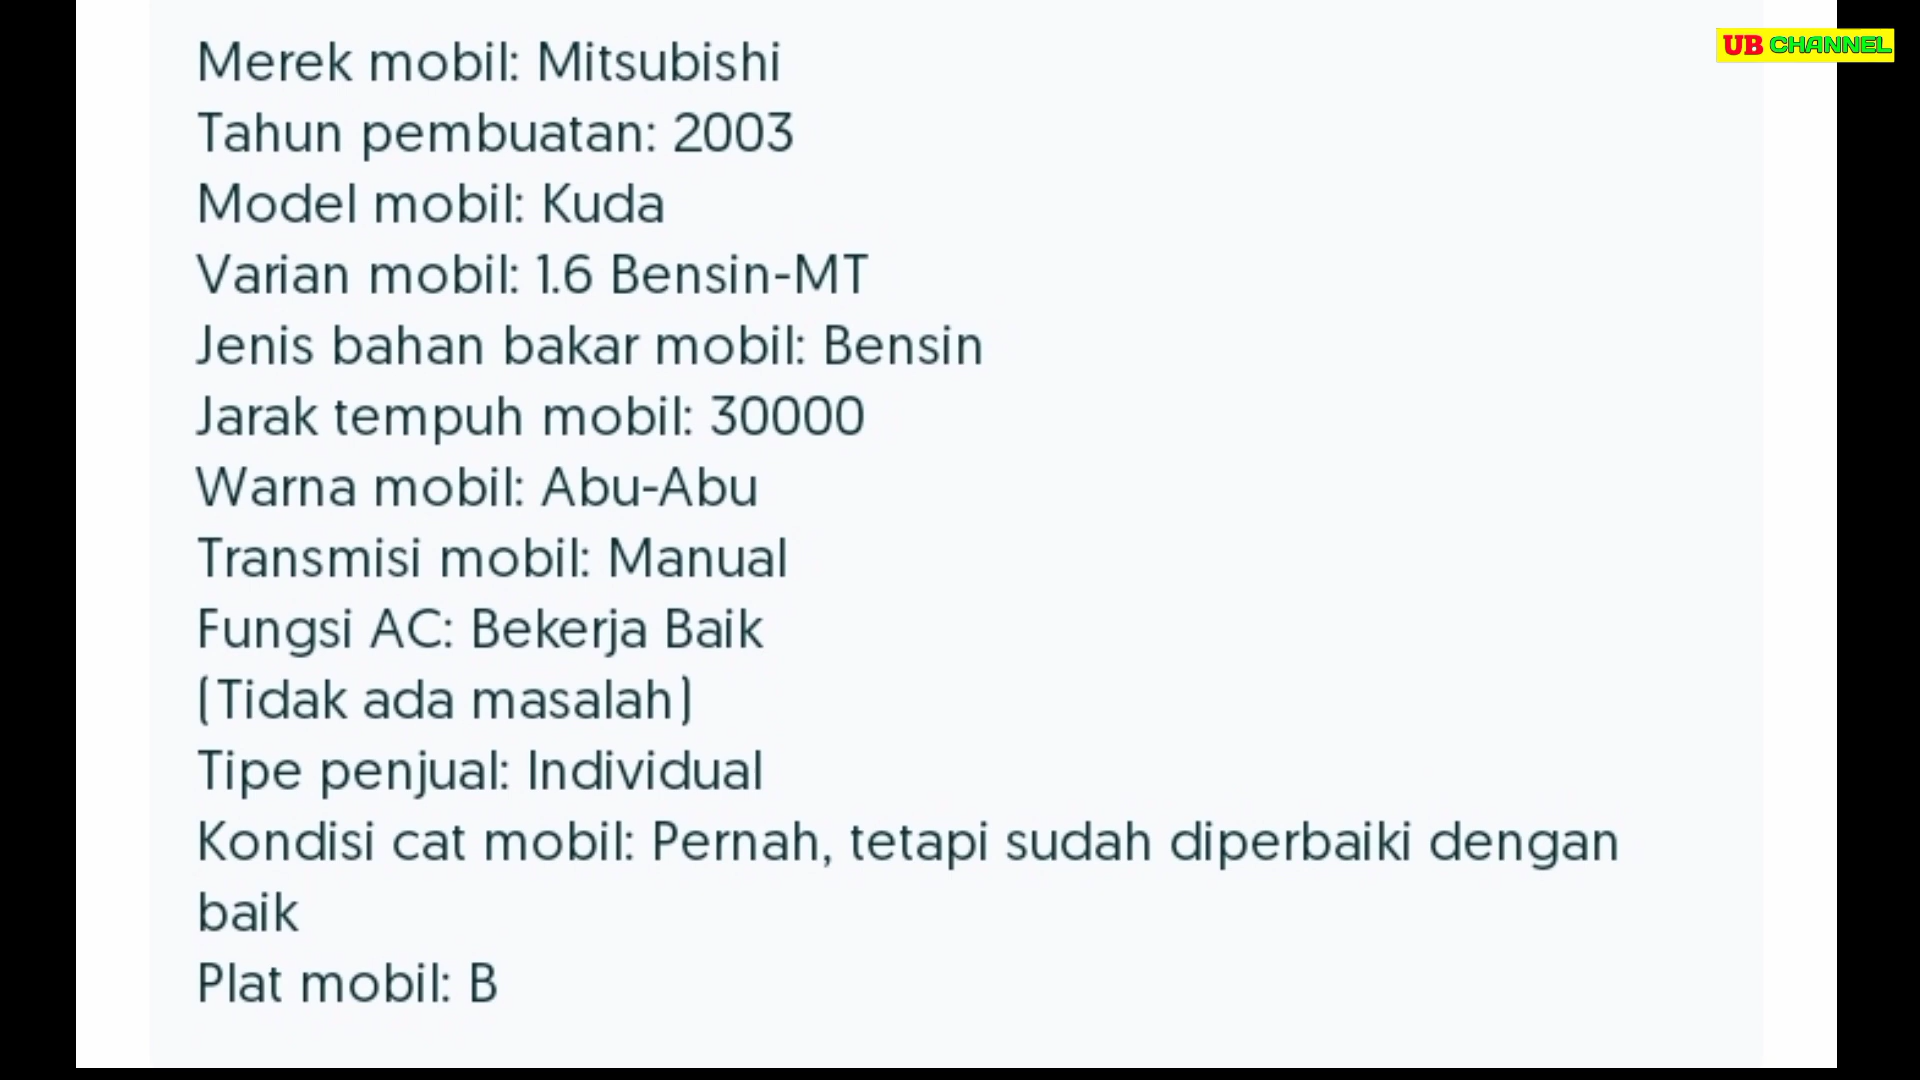 UB CHANNEL
Merek mobil: Mitsubishi
Tahun pembuatan: 2003
Model mobil: Kuda
Varian mobil: 1.6 Bensin-MT
Jenis bahan bakar mobil: Bensin
Jarak tempuh mobil: 30000
Warna mobil: Abu-Abu
Transmisi mobil: Manual
Fungsi AC: Bekerja Baik
(Tidak ada masalah)
Tipe penjual: Individual
Kondisi cat mobil: Pernah, tetapi sudah diperbaiki dengan
baik
Plat mobil: B